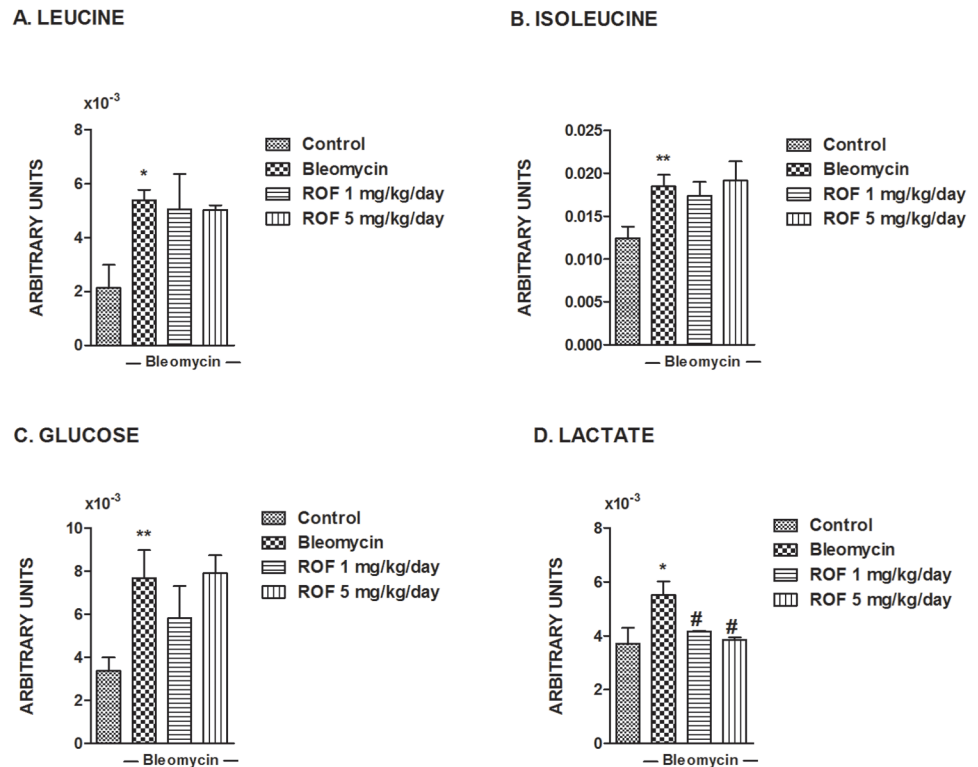 A. LEUCINE
x10-3
ARBITRARY UNITS
8
6
4
2
0
*
Control
Bleomycin
ROF 1 mg/kg/day
ROF 5 mg/kg/day
— Bleomycin —
B. ISOLEUCINE
ARBITRARY UNITS
0.025
0.020
0.015
0.010
0.005
0.000
**
Control
Bleomycin
ROF 1 mg/kg/day
ROF 5 mg/kg/day
— Bleomycin —
C. GLUCOSE
x10-3
ARBITRARY UNITS
10
8
6
4
2
0
**
Control
Bleomycin
ROF 1 mg/kg/day
ROF 5 mg/kg/day
— Bleomycin —
D. LACTATE
x10-3
ARBITRARY UNITS
8
6
4
2
0
*
#
#
Control
Bleomycin
ROF 1 mg/kg/day
ROF 5 mg/kg/day
— Bleomycin —